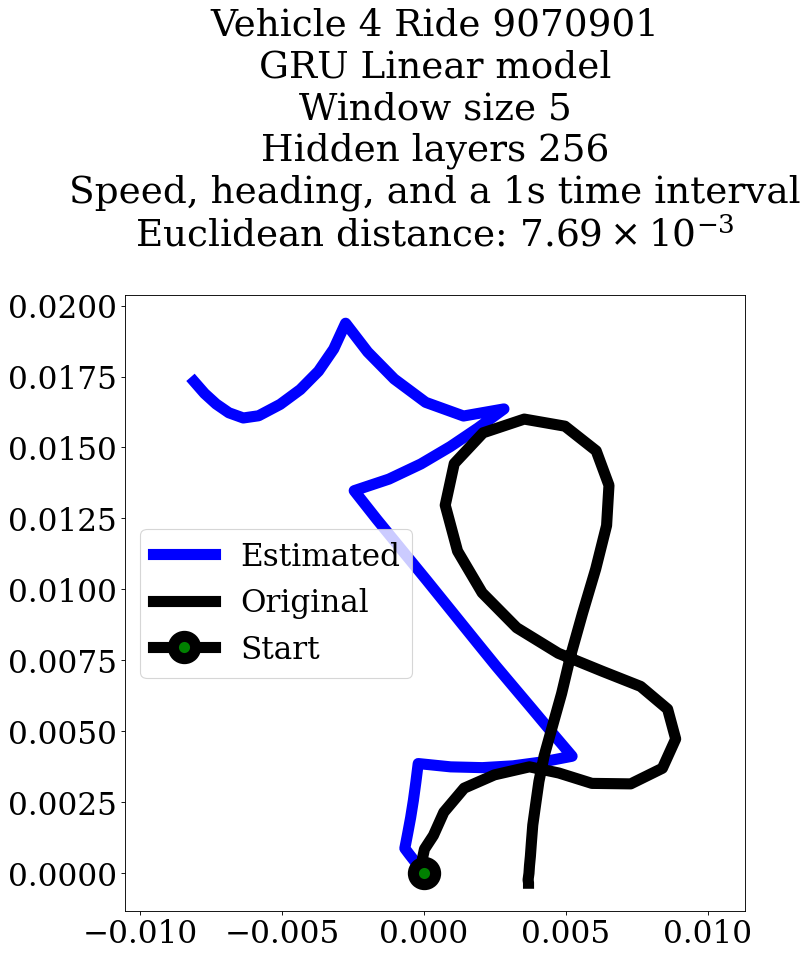 Vehicle 4 Ride 9070901
GRU Linear model
Window size 5
Hidden layers 256
Speed, heading, and a 1s time interval
Euclidean distance: 7.69 × 10⁻³
0.0200
0.0175
0.0150
0.0125
0.0100
0.0075
0.0050
0.0025
0.0000
Estimated
Original
Start
−0.010 −0.005 0.000 0.005 0.010